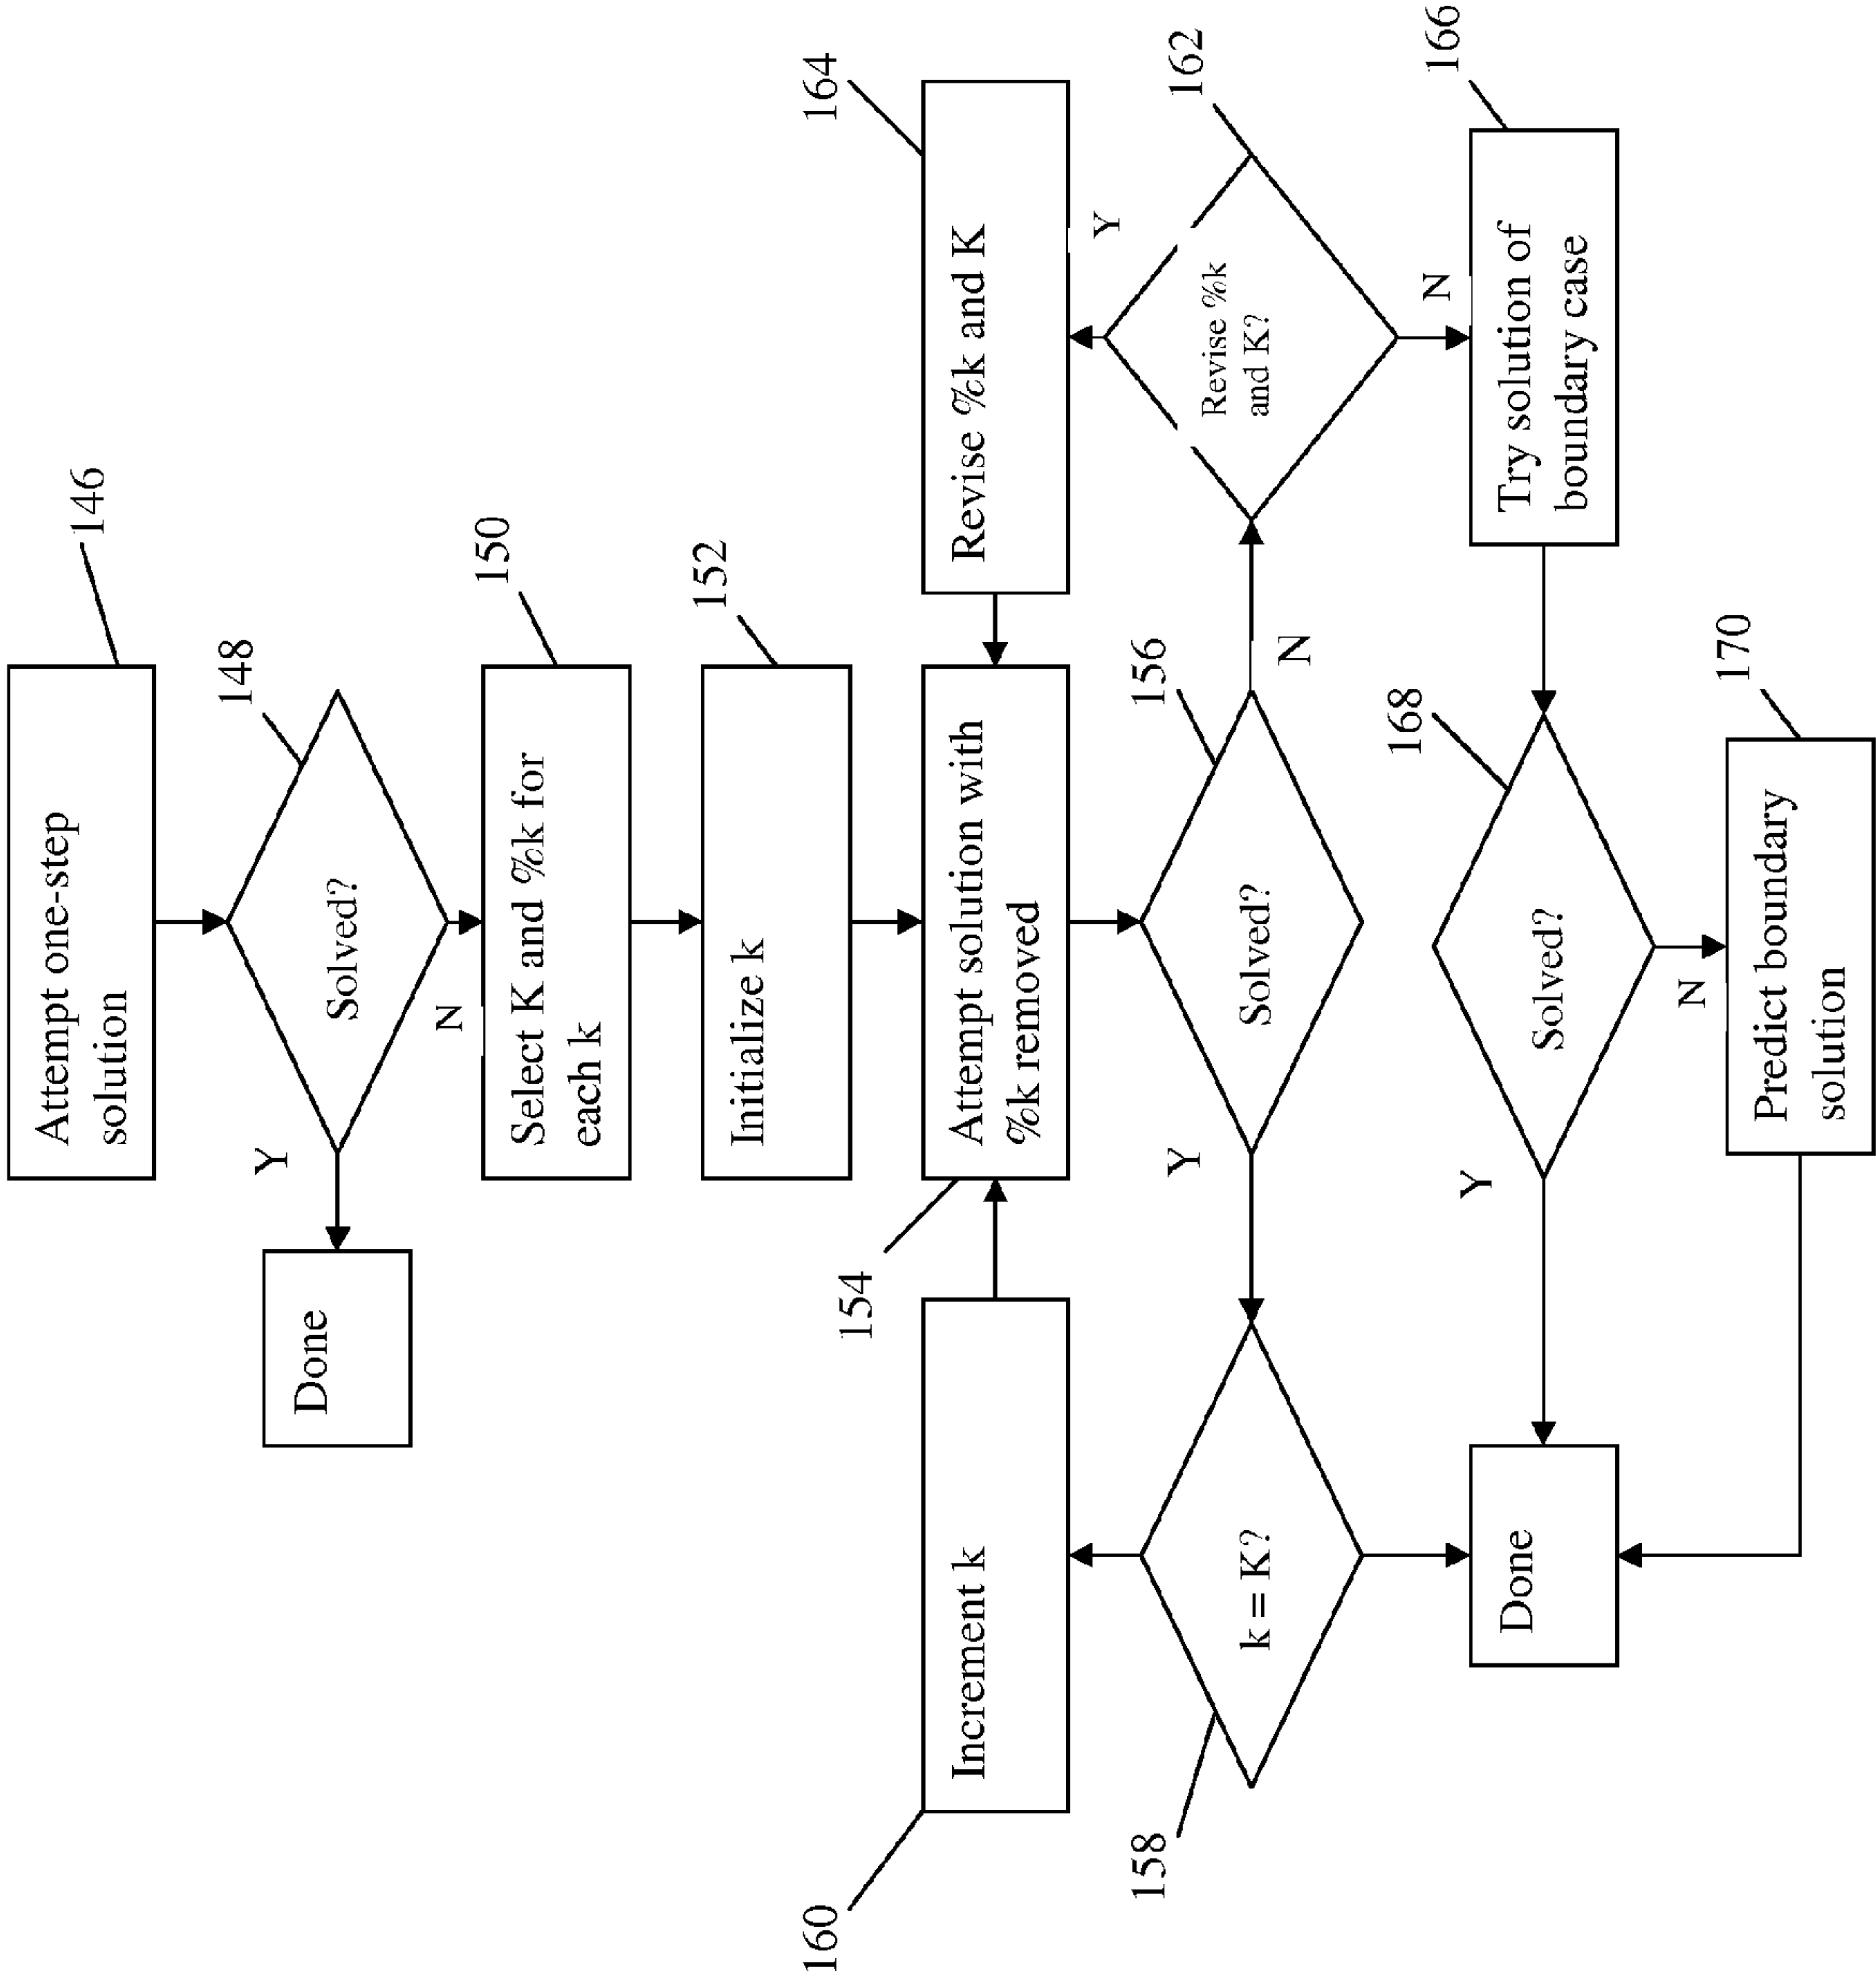 Attempt one-step
solution
146
148
Solved?
Y
N
Done
Select K and %k for
each k
150
Initialize k
152
160
Increment k
154
Attempt solution with
%k removed
Revise %k and K
164
158
k = K?
Y
Solved?
156
N
Revise %k
and K?
Y
162
N
Done
Y
Solved?
168
N
Try solution of
boundary case
166
Predict boundary
solution
170